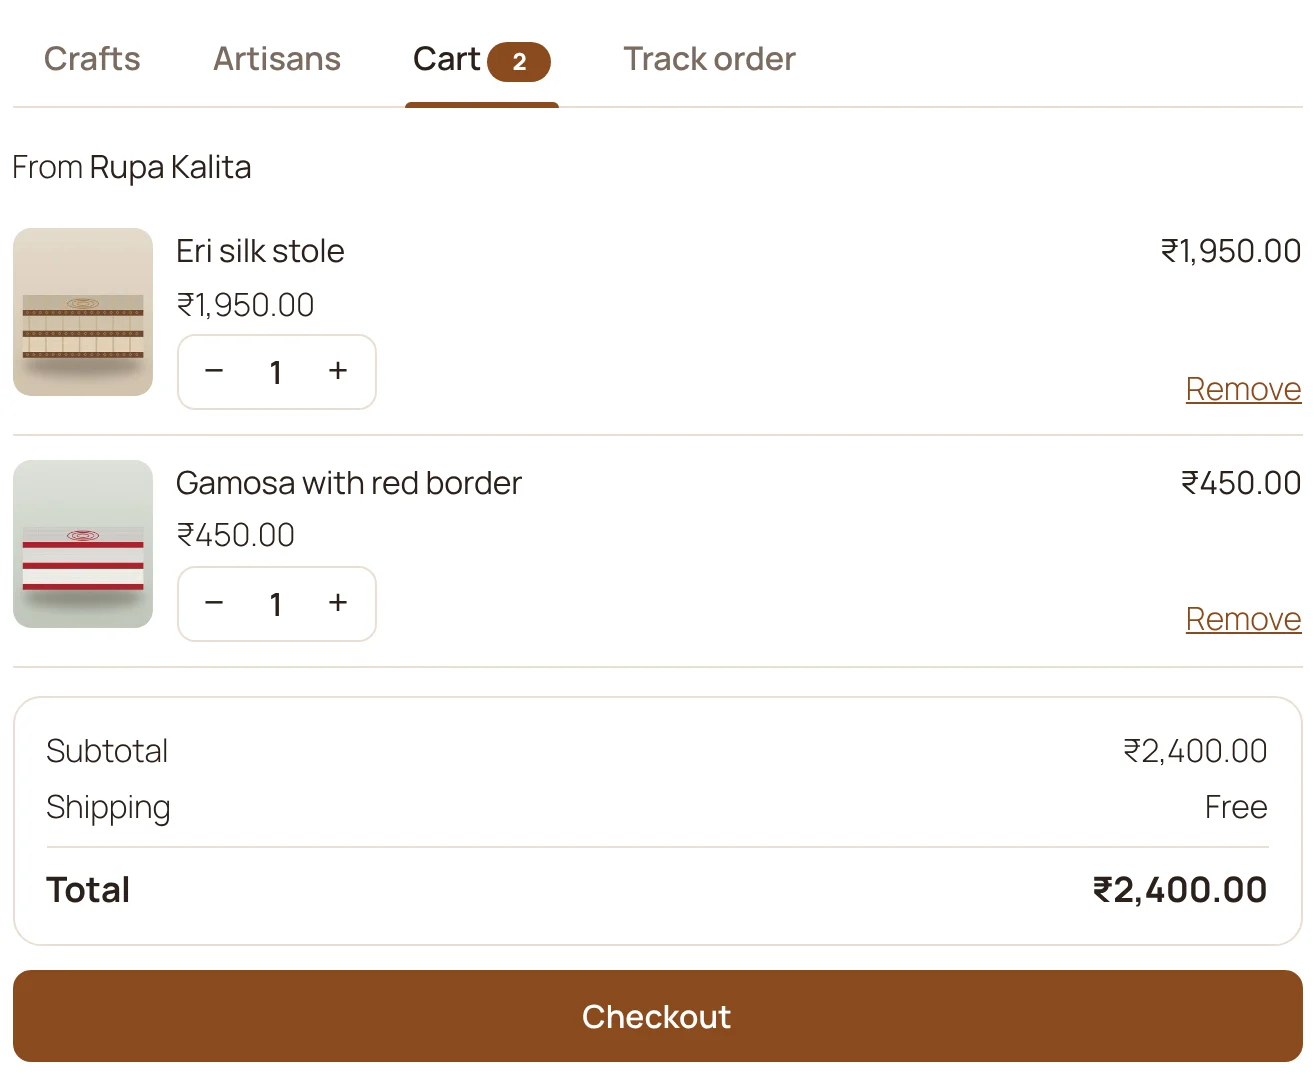 Crafts Artisans Cart 2 Track order
From Rupa Kalita
Eri silk stole ₹1,950.00
₹1,950.00
− 1 +
Remove
Gamosa with red border ₹450.00
₹450.00
− 1 +
Remove
Subtotal ₹2,400.00
Shipping Free
Total ₹2,400.00
Checkout